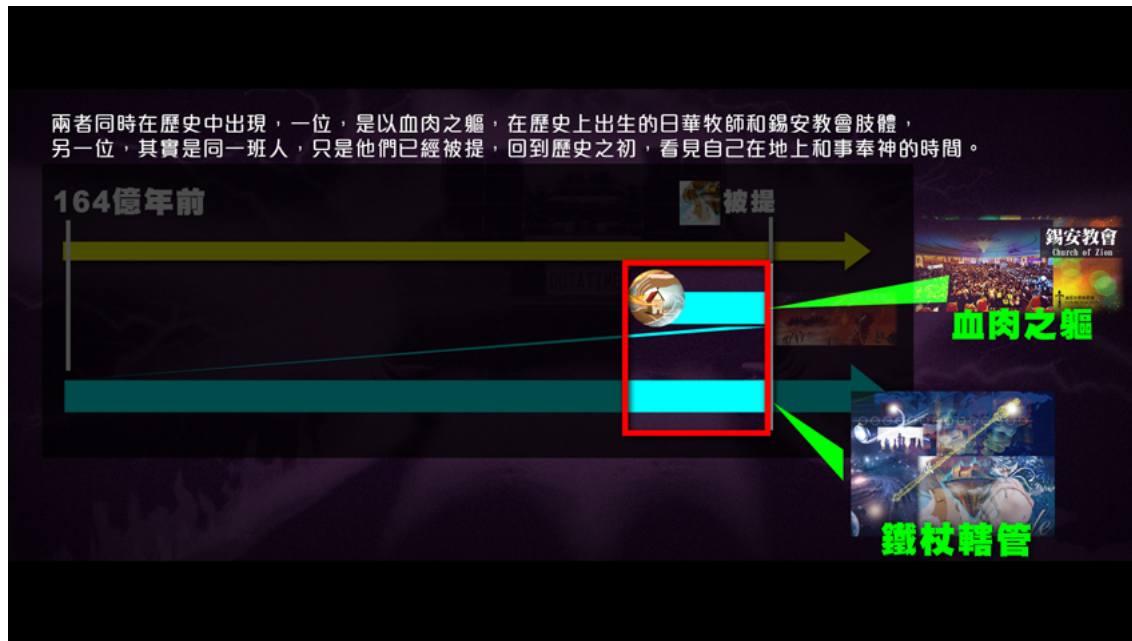 兩者同時在歷史中出現，一位，是以血肉之軀，在歷史上出生的日華牧師和錫安教會肢體，
另一位，其實是同一班人，只是他們已經被提，回到歷史之初，看見自己在地上和事奉神的時間。
164億年前
被提
錫安教會
Church of Zion
OUTATIME
血肉之軀
鐵杖轄管